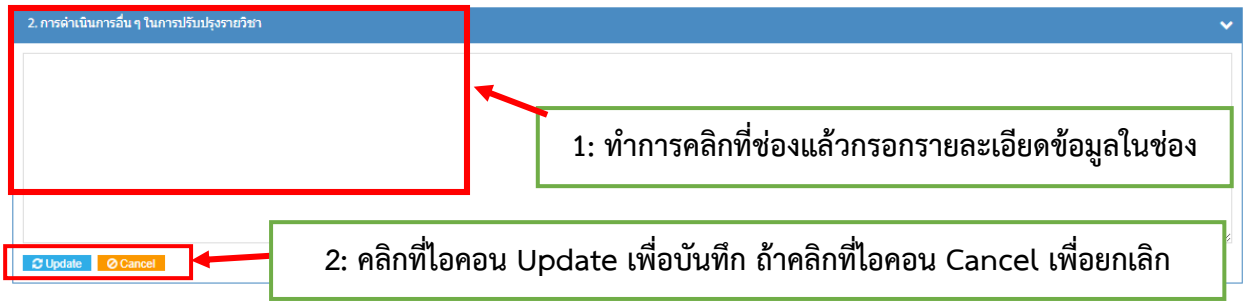 2. การดำเนินการอื่น ๆ ในการปรับปรุงรายวิชา
1: ทำการคลิกที่ช่องแล้วกรอกรายละเอียดข้อมูลในช่อง
2: คลิกที่ไอคอน Update เพื่อบันทึก ถ้าคลิกที่ไอคอน Cancel เพื่อยกเลิก
Update Cancel